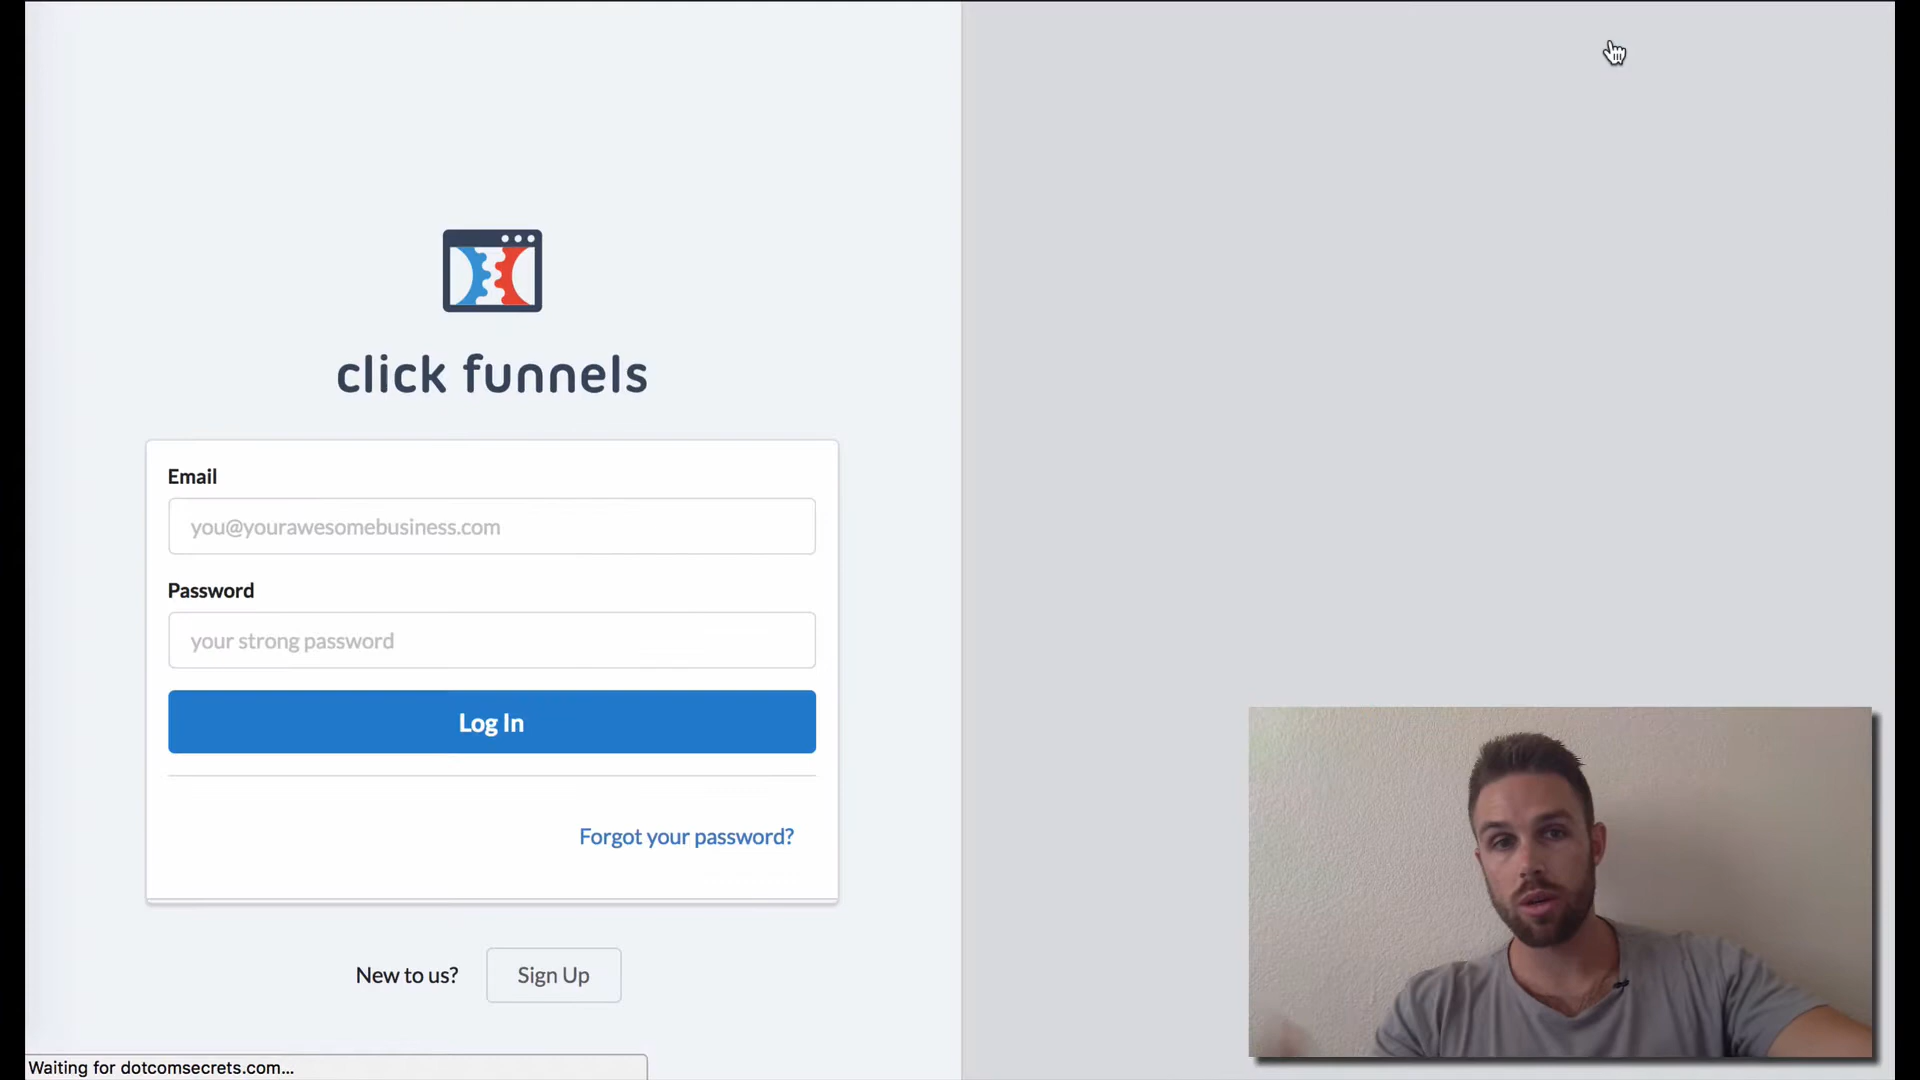 click funnels
Email
you@yourawesomebusiness.com
Password
your strong password
Log In
Forgot your password?
New to us?
Sign Up
Waiting for dotcomsecrets.com...